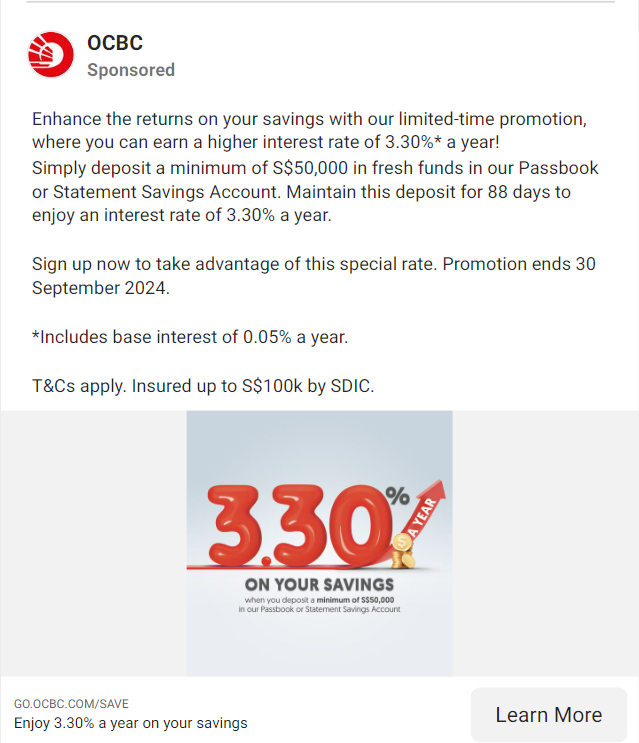 OCBC
Sponsored
Enhance the returns on your savings with our limited-time promotion,
where you can earn a higher interest rate of 3.30%* a year!
Simply deposit a minimum of S$50,000 in fresh funds in our Passbook
or Statement Savings Account. Maintain this deposit for 88 days to
enjoy an interest rate of 3.30% a year.
Sign up now to take advantage of this special rate. Promotion ends 30
September 2024.
*Includes base interest of 0.05% a year.
T&Cs apply. Insured up to S$100k by SDIC.
3.30%
A YEAR
ON YOUR SAVINGS
when you deposit a minimum of S$50,000
in our Passbook or Statement Savings Account
GO.OCBC.COM/SAVE
Enjoy 3.30% a year on your savings
Learn More